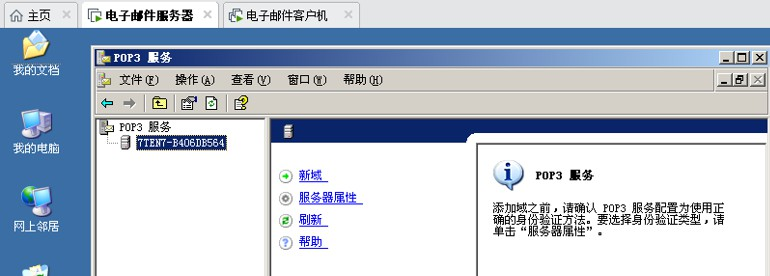 主页
电子邮件服务器
电子邮件客户机
我的文档
我的电脑
网上邻居
POP3 服务
文件(F) 操作(A) 查看(V) 窗口(W) 帮助(H)
POP3 服务
7TEN7-B406DB564
新域
服务器属性
刷新
帮助
POP3 服务
添加域之前，请确认 POP3 服务配置为使用正
确的身份验证方法。要选择身份验证类型，请
单击“服务器属性”。